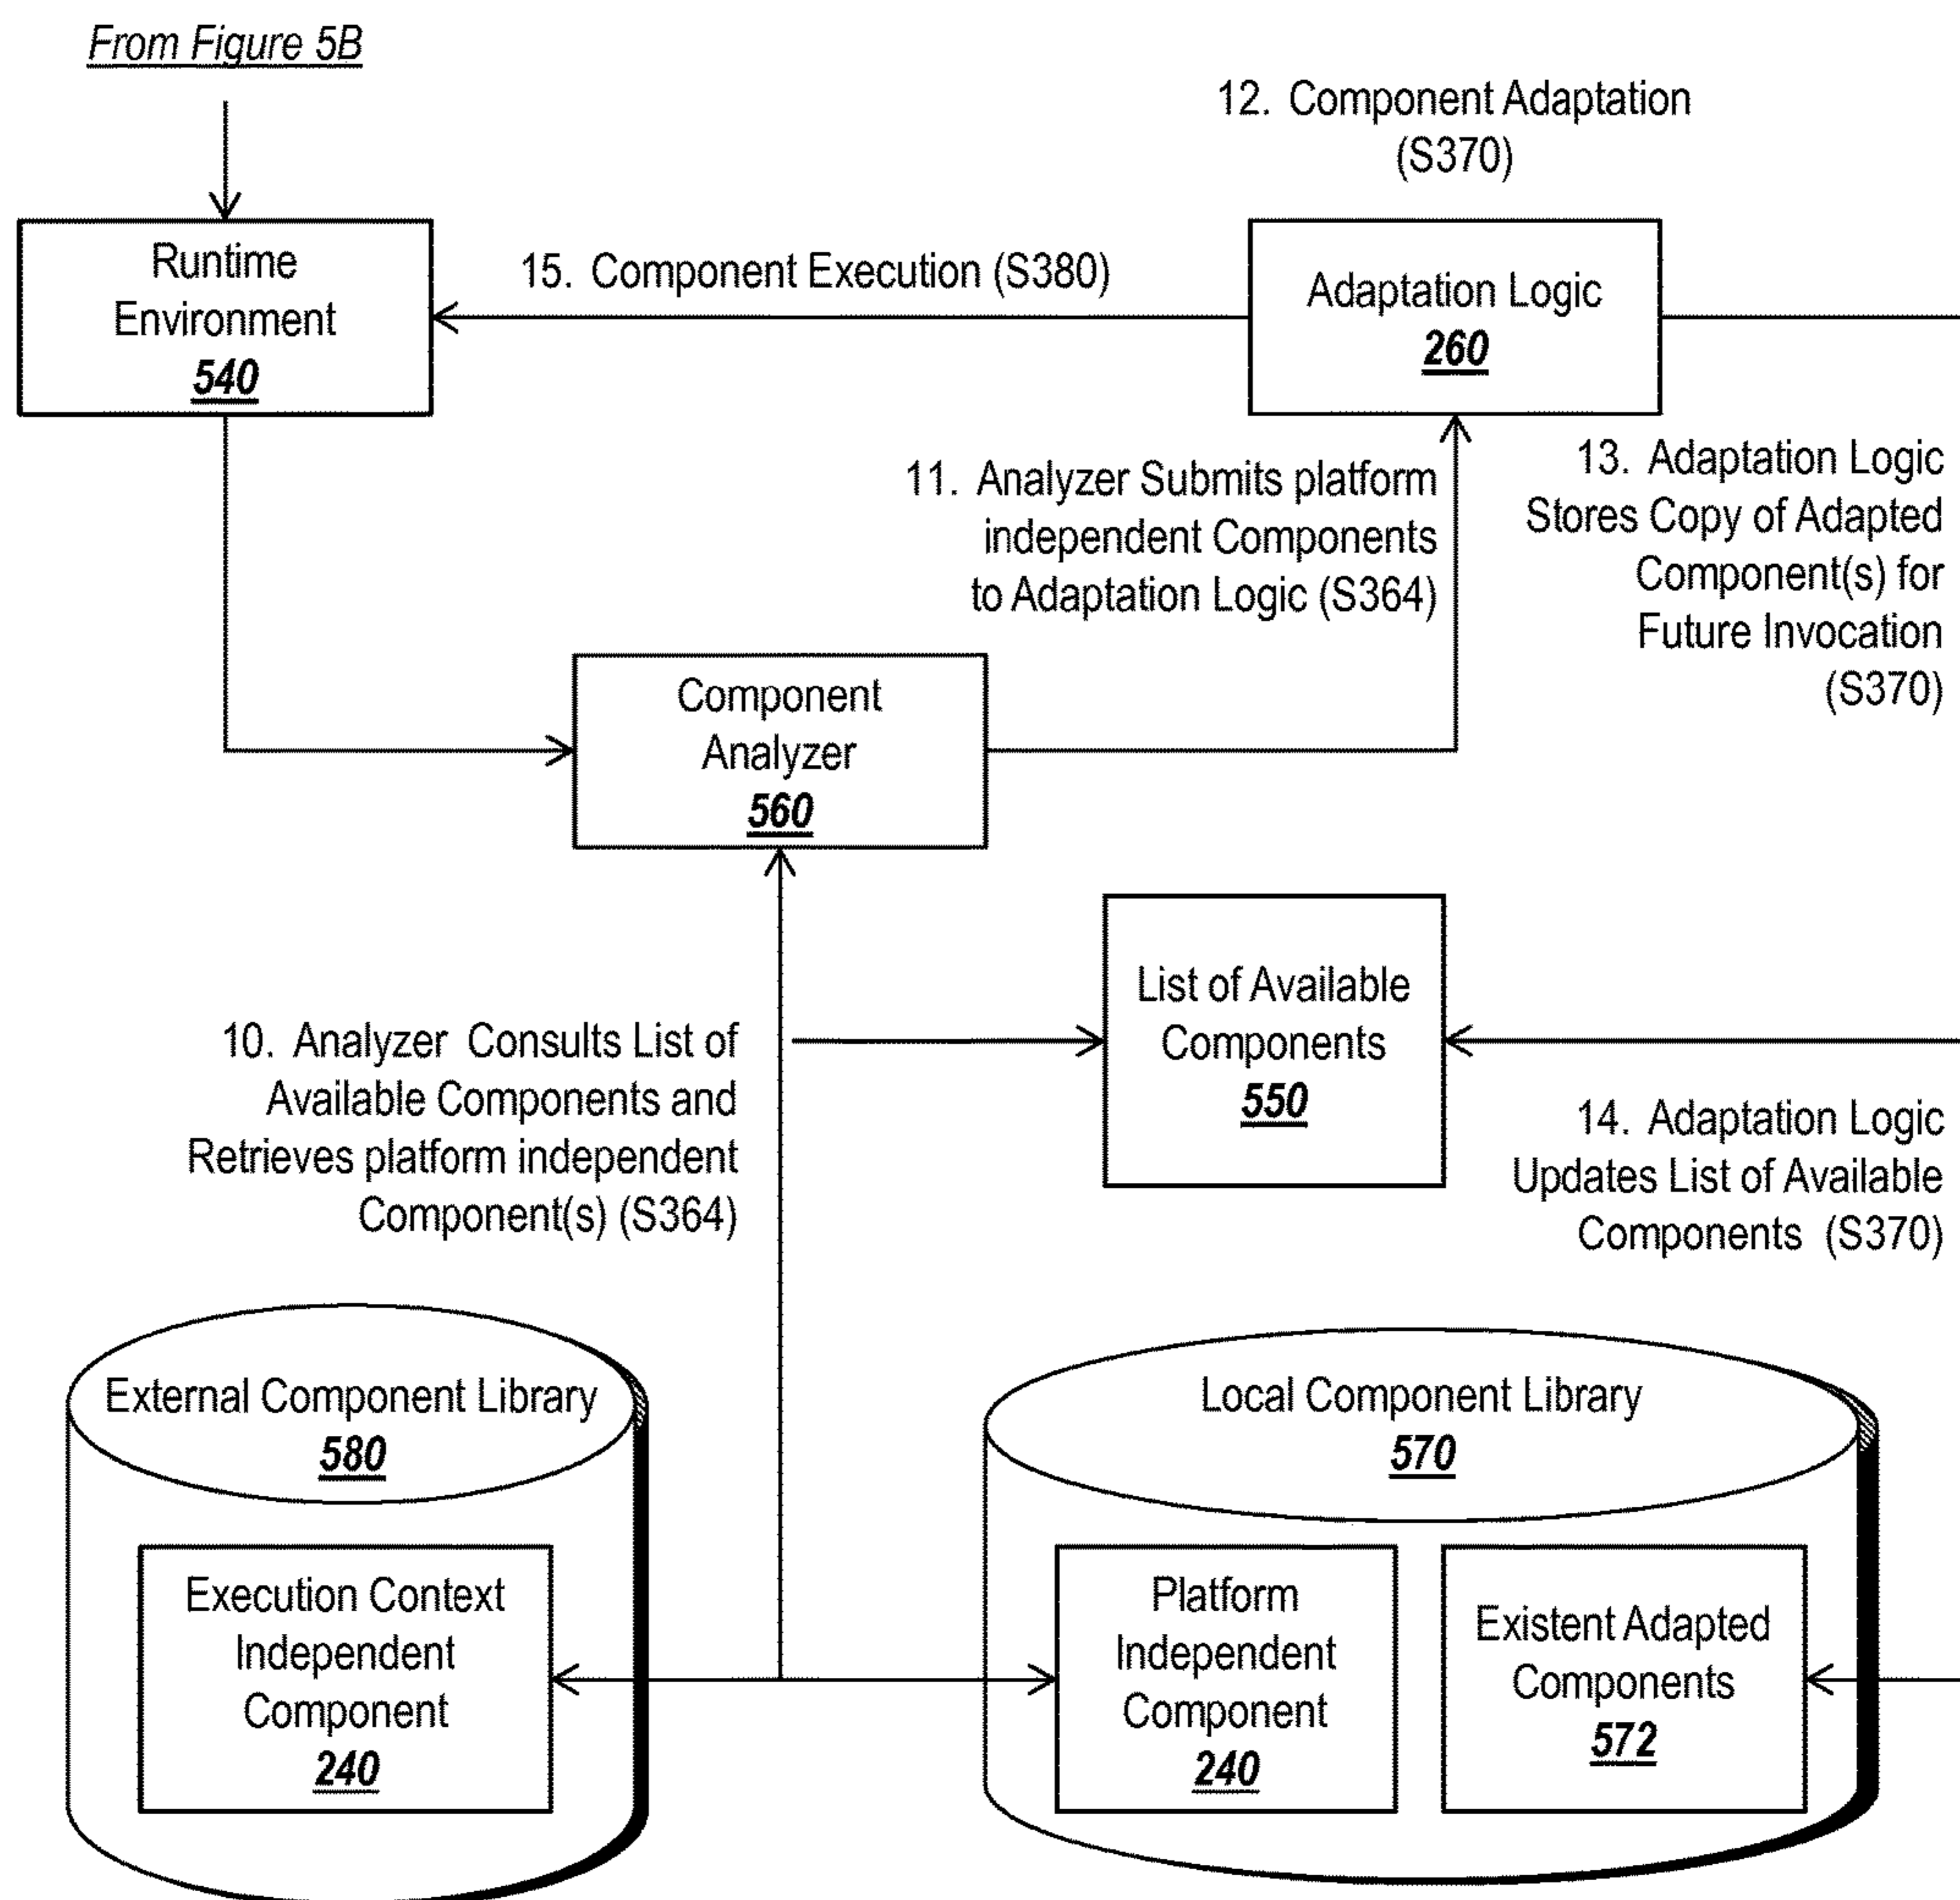 From Figure 5B
12. Component Adaptation
(S370)
Runtime
Environment
540
15. Component Execution (S380)
Adaptation Logic
260
11. Analyzer Submits platform
independent Components
to Adaptation Logic (S364)
13. Adaptation Logic
Stores Copy of Adapted
Component(s) for
Future Invocation
(S370)
Component
Analyzer
560
List of Available
Components
550
10. Analyzer Consults List of
Available Components and
Retrieves platform independent
Component(s) (S364)
14. Adaptation Logic
Updates List of Available
Components (S370)
External Component Library
580
Execution Context
Independent
Component
240
Local Component Library
570
Platform
Independent
Component
240
Existent Adapted
Components
572